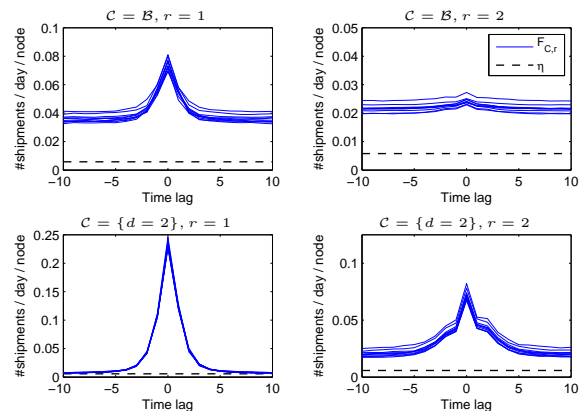 C = B, r = 1
0.1
0.08
0.06
0.04
0.02
0
−10
−5
0
5
10
Time lag
#shipments / day / node
C = B, r = 2
0.05
0.04
0.03
0.02
0.01
0
−10
−5
0
5
10
Time lag
#shipments / day / node
F_{C,r}
η
C = {d = 2}, r = 1
0.25
0.2
0.15
0.1
0.05
0
−10
−5
0
5
10
Time lag
#shipments / day / node
C = {d = 2}, r = 2
0.1
0.05
0
−10
−5
0
5
10
Time lag
#shipments / day / node